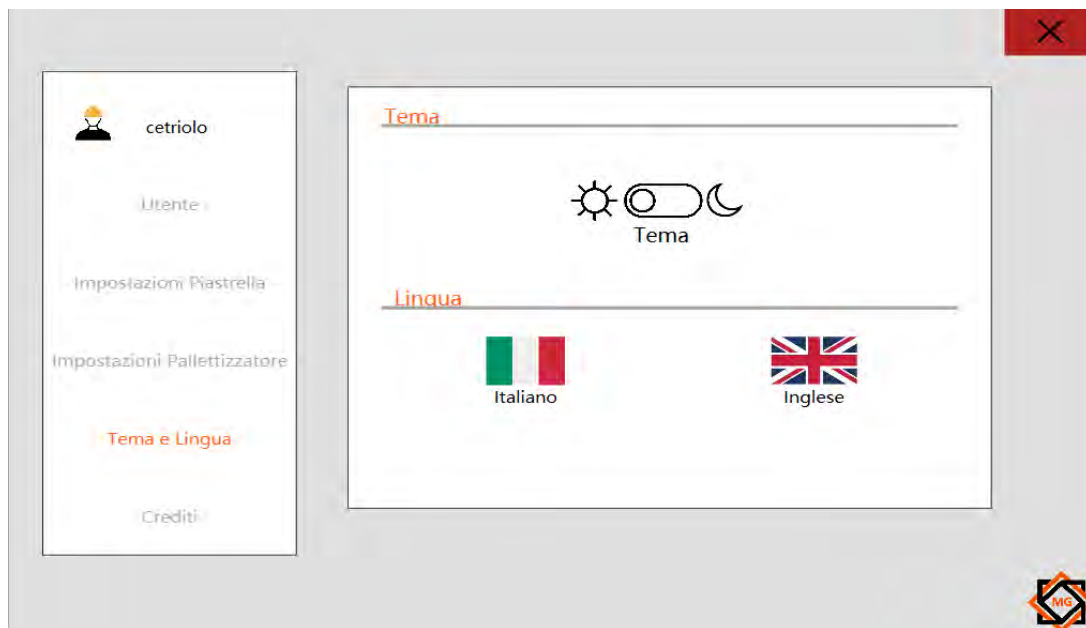 cetriolo
Utente
Impostazioni Piastrella
Impostazioni Pallettizzatore
Tema e Lingua
Crediti
Tema
Tema
Lingua
Italiano
Inglese
MG